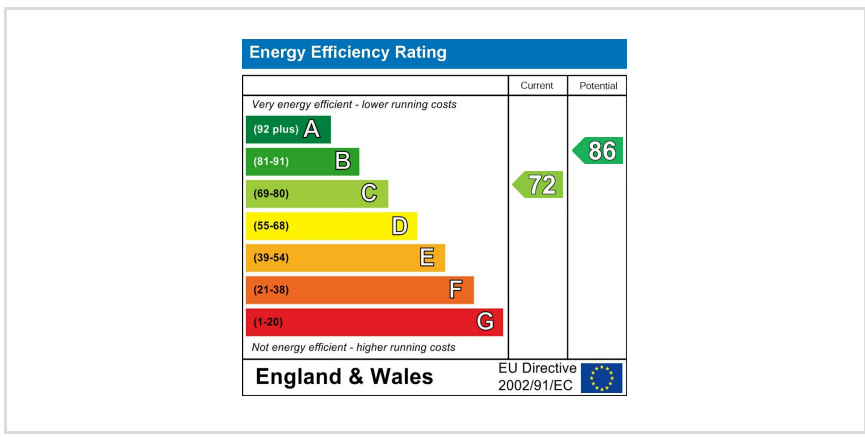 Energy Efficiency Rating
Current Potential
Very energy efficient - lower running costs
(92 plus) A
(81-91) B
86
(69-80) C
72
(55-68) D
(39-54) E
(21-38) F
(1-20) G
Not energy efficient - higher running costs
England & Wales
EU Directive
2002/91/EC